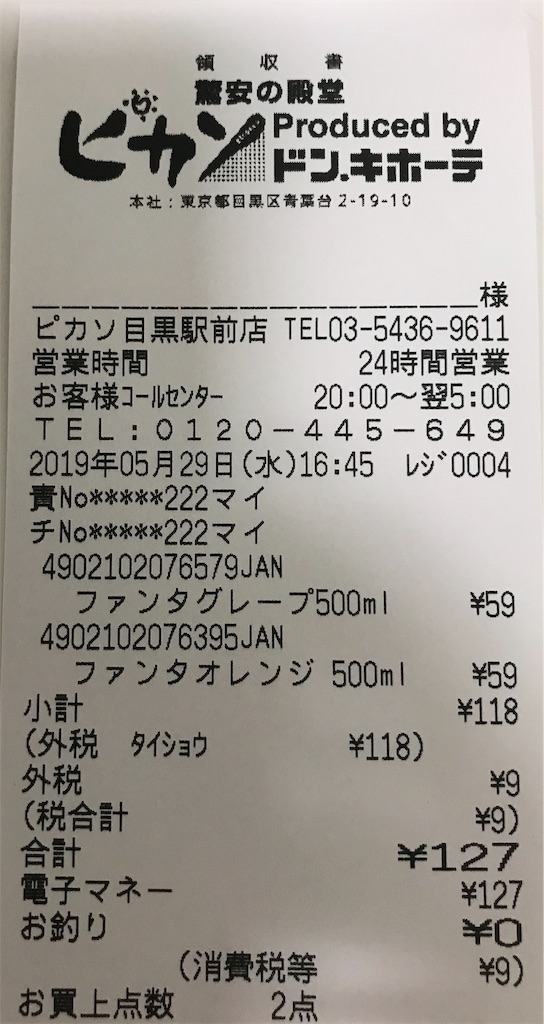 領 収 書
驚安の殿堂
ピカソ
Produced by
ドン.キホーテ
本社：東京都目黒区青葉台2-19-10
様
ピカソ目黒駅前店 TEL03-5436-9611
営業時間 24時間営業
お客様ｺｰﾙｾﾝﾀｰ 20:00〜翌5:00
ＴＥＬ：０１２０－４４５－６４９
2019年05月29日(水)16:45 ﾚｼﾞ0004
責No*****222マイ
チNo*****222マイ
4902102076579JAN
ファンタグレープ500ml ¥59
4902102076395JAN
ファンタオレンジ 500ml ¥59
小計 ¥118
(外税 ﾀｲｼｮｳ ¥118)
外税 ¥9
(税合計 ¥9)
合計 ¥127
電子マネー ¥127
お釣り ¥0
(消費税等 ¥9)
お買上点数 2点